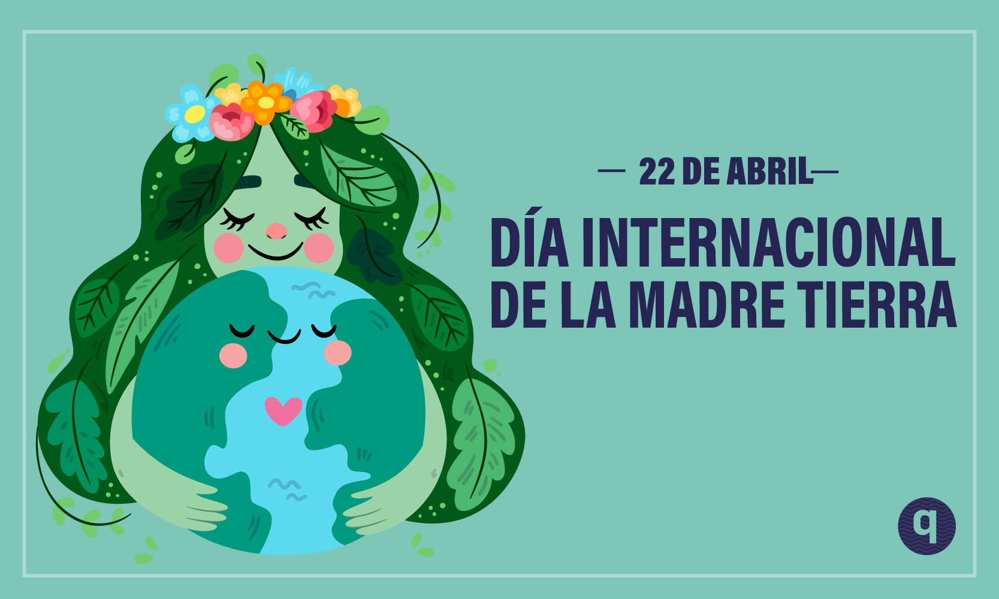 — 22 DE ABRIL—
DÍA INTERNACIONAL
DE LA MADRE TIERRA
q